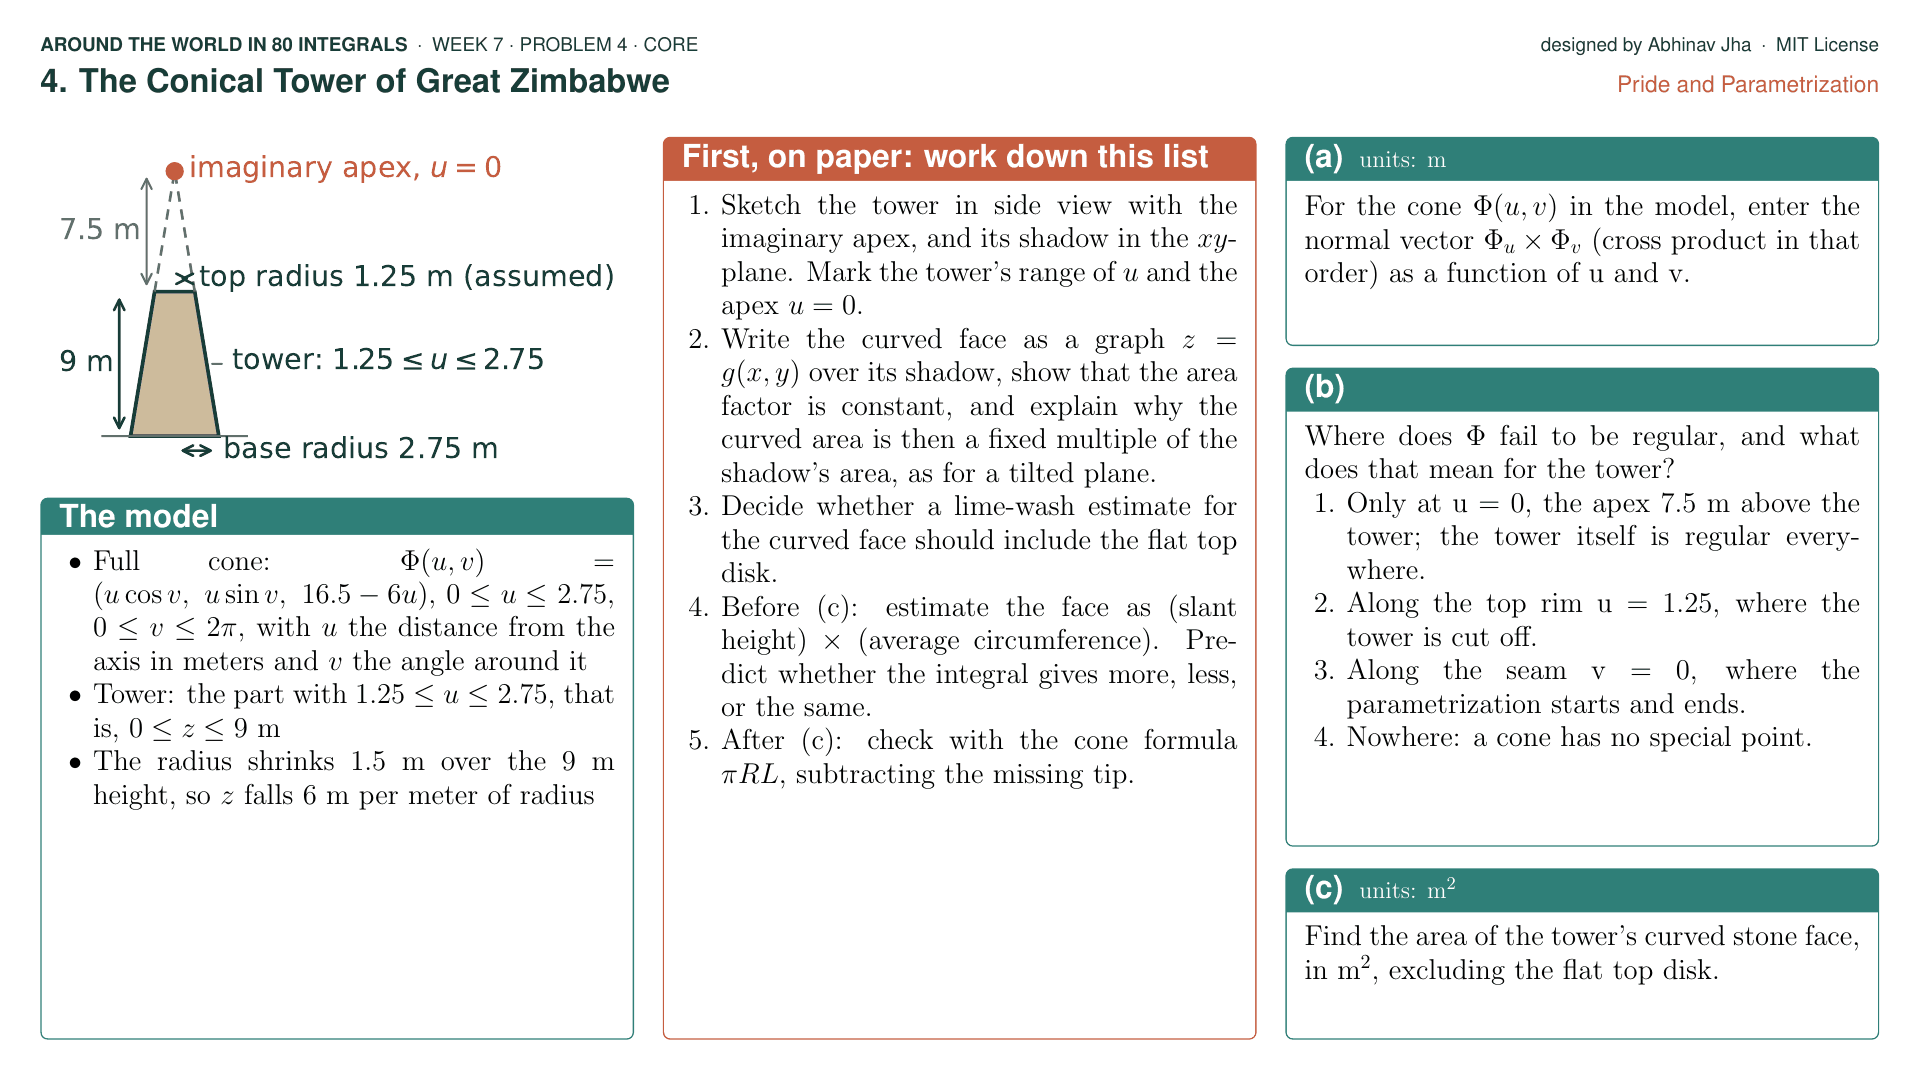 AROUND THE WORLD IN 80 INTEGRALS · WEEK 7 · PROBLEM 4 · CORE
designed by Abhinav Jha · MIT License
4. The Conical Tower of Great Zimbabwe
Pride and Parametrization
imaginary apex, u = 0
7.5 m
top radius 1.25 m (assumed)
9 m
tower: 1.25 ≤ u ≤ 2.75
base radius 2.75 m
The model
• Full cone: Φ(u, v) =
(u cos v, u sin v, 16.5 − 6u), 0 ≤ u ≤ 2.75,
0 ≤ v ≤ 2π, with u the distance from the
axis in meters and v the angle around it
• Tower: the part with 1.25 ≤ u ≤ 2.75, that
is, 0 ≤ z ≤ 9 m
• The radius shrinks 1.5 m over the 9 m
height, so z falls 6 m per meter of radius
First, on paper: work down this list
1. Sketch the tower in side view with the
imaginary apex, and its shadow in the xy-
plane. Mark the tower's range of u and the
apex u = 0.
2. Write the curved face as a graph z =
g(x, y) over its shadow, show that the area
factor is constant, and explain why the
curved area is then a fixed multiple of the
shadow's area, as for a tilted plane.
3. Decide whether a lime-wash estimate for
the curved face should include the flat top
disk.
4. Before (c): estimate the face as (slant
height) × (average circumference). Pre-
dict whether the integral gives more, less,
or the same.
5. After (c): check with the cone formula
πRL, subtracting the missing tip.
(a) units: m
For the cone Φ(u, v) in the model, enter the
normal vector Φᵤ × Φᵥ (cross product in that
order) as a function of u and v.
(b)
Where does Φ fail to be regular, and what
does that mean for the tower?
1. Only at u = 0, the apex 7.5 m above the
tower; the tower itself is regular every-
where.
2. Along the top rim u = 1.25, where the
tower is cut off.
3. Along the seam v = 0, where the
parametrization starts and ends.
4. Nowhere: a cone has no special point.
(c) units: m²
Find the area of the tower's curved stone face,
in m², excluding the flat top disk.